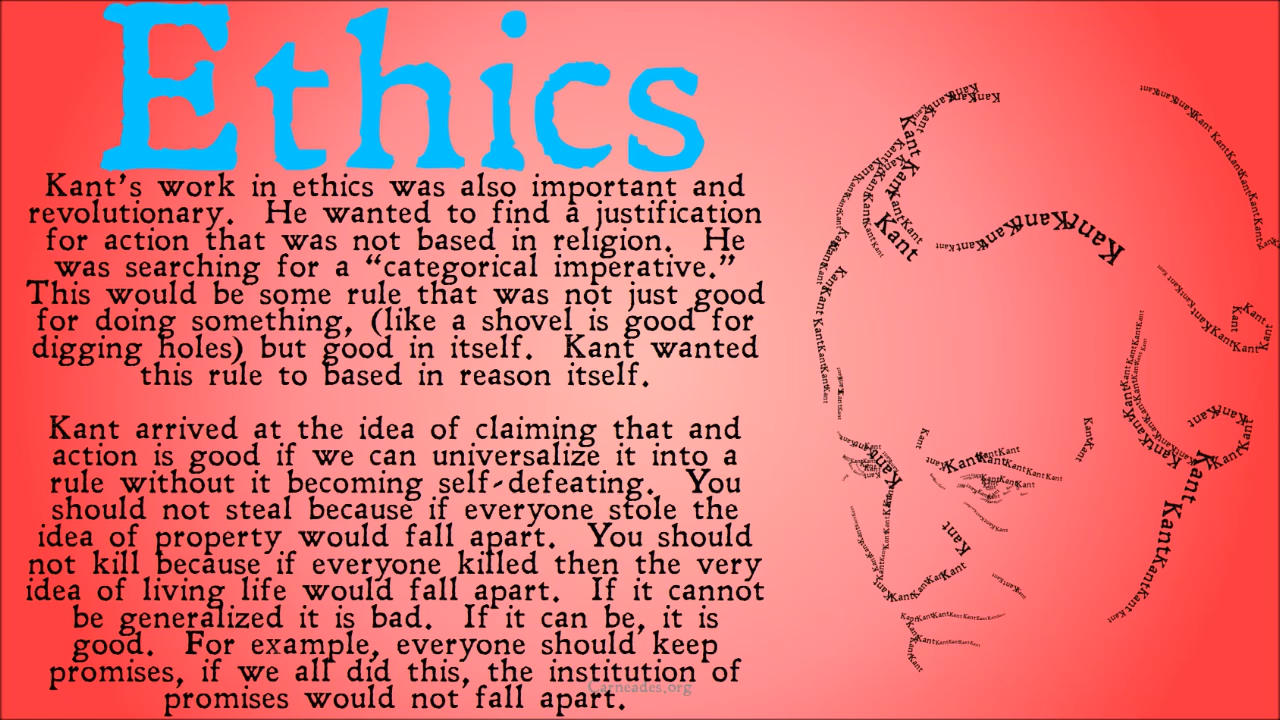 Ethics
Kant's work in ethics was also important and
revolutionary. He wanted to find a justification
for action that was not based in religion. He
was searching for a "categorical imperative."
This would be some rule that was not just good
for doing something, (like a shovel is good for
digging holes) but good in itself. Kant wanted
this rule to based in reason itself.
Kant arrived at the idea of claiming that and
action is good if we can universalize it into a
rule without it becoming self-defeating. You
should not steal because if everyone stole the
idea of property would fall apart. You should
not kill because if everyone killed then the very
idea of living life would fall apart. If it cannot
be generalized it is bad. If it can be, it is
good. For example, everyone should keep
promises, if we all did this, the institution of
promises would not fall apart.
Carneades.org
Kant
Kant
Kant
Kant
Kant
Kant